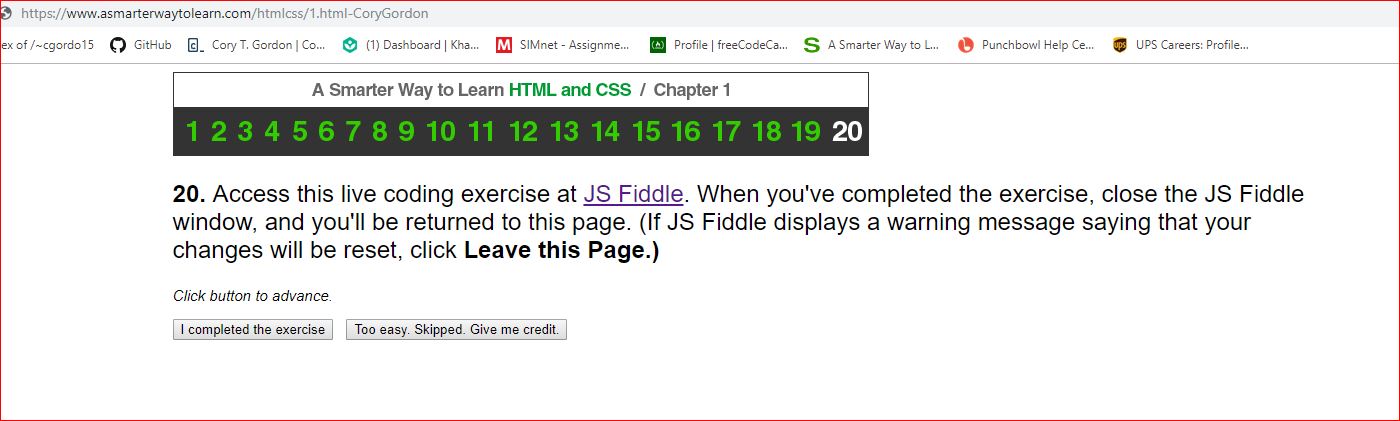 https://www.asmarterwaytolearn.com/htmlcss/1.html-CoryGordon
ex of /~cgordo15 GitHub Cory T. Gordon | Co... (1) Dashboard | Kha... SIMnet - Assignme... Profile | freeCodeCa... A Smarter Way to L... Punchbowl Help Ce... UPS Careers: Profile...
A Smarter Way to Learn HTML and CSS / Chapter 1
1 2 3 4 5 6 7 8 9 10 11 12 13 14 15 16 17 18 19 20
20. Access this live coding exercise at JS Fiddle. When you've completed the exercise, close the JS Fiddle
window, and you'll be returned to this page. (If JS Fiddle displays a warning message saying that your
changes will be reset, click Leave this Page.)
Click button to advance.
I completed the exercise Too easy. Skipped. Give me credit.